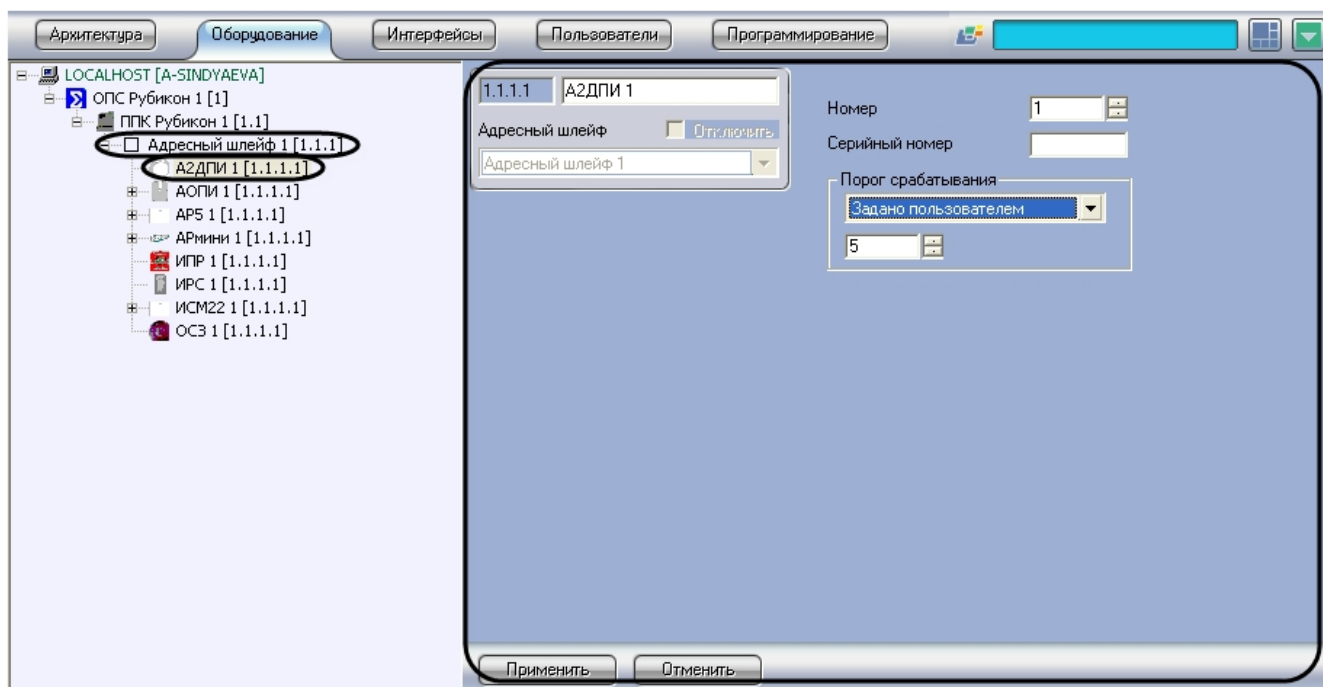 Архитектура Оборудование Интерфейсы Пользователи Программирование
LOCALHOST [A-SINDYAEVA]
ОПС Рубикон 1 [1]
ППК Рубикон 1 [1.1]
Адресный шлейф 1 [1.1.1]
А2ДПИ 1 [1.1.1.1]
АОПИ 1 [1.1.1.1]
АР5 1 [1.1.1.1]
АРмини 1 [1.1.1.1]
ИПР 1 [1.1.1.1]
ИРС 1 [1.1.1.1]
ИСМ22 1 [1.1.1.1]
ОСЗ 1 [1.1.1.1]
1.1.1.1 А2ДПИ 1
Адресный шлейф Отключить
Адресный шлейф 1
Номер 1
Серийный номер
Порог срабатывания
Задано пользователем
5
Применить Отменить